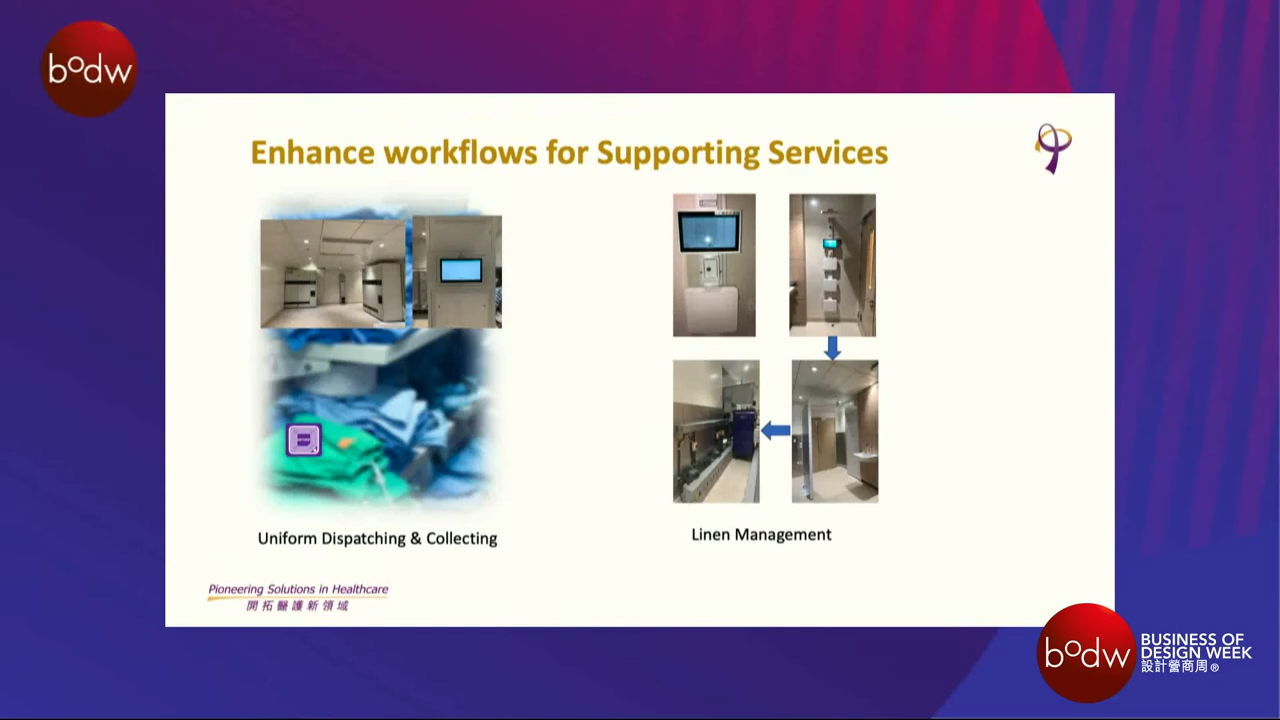 bodw
Enhance workflows for Supporting Services
Uniform Dispatching & Collecting
Linen Management
Pioneering Solutions in Healthcare
開拓醫護新領域
bodw
BUSINESS OF
DESIGN WEEK
設計營商周®